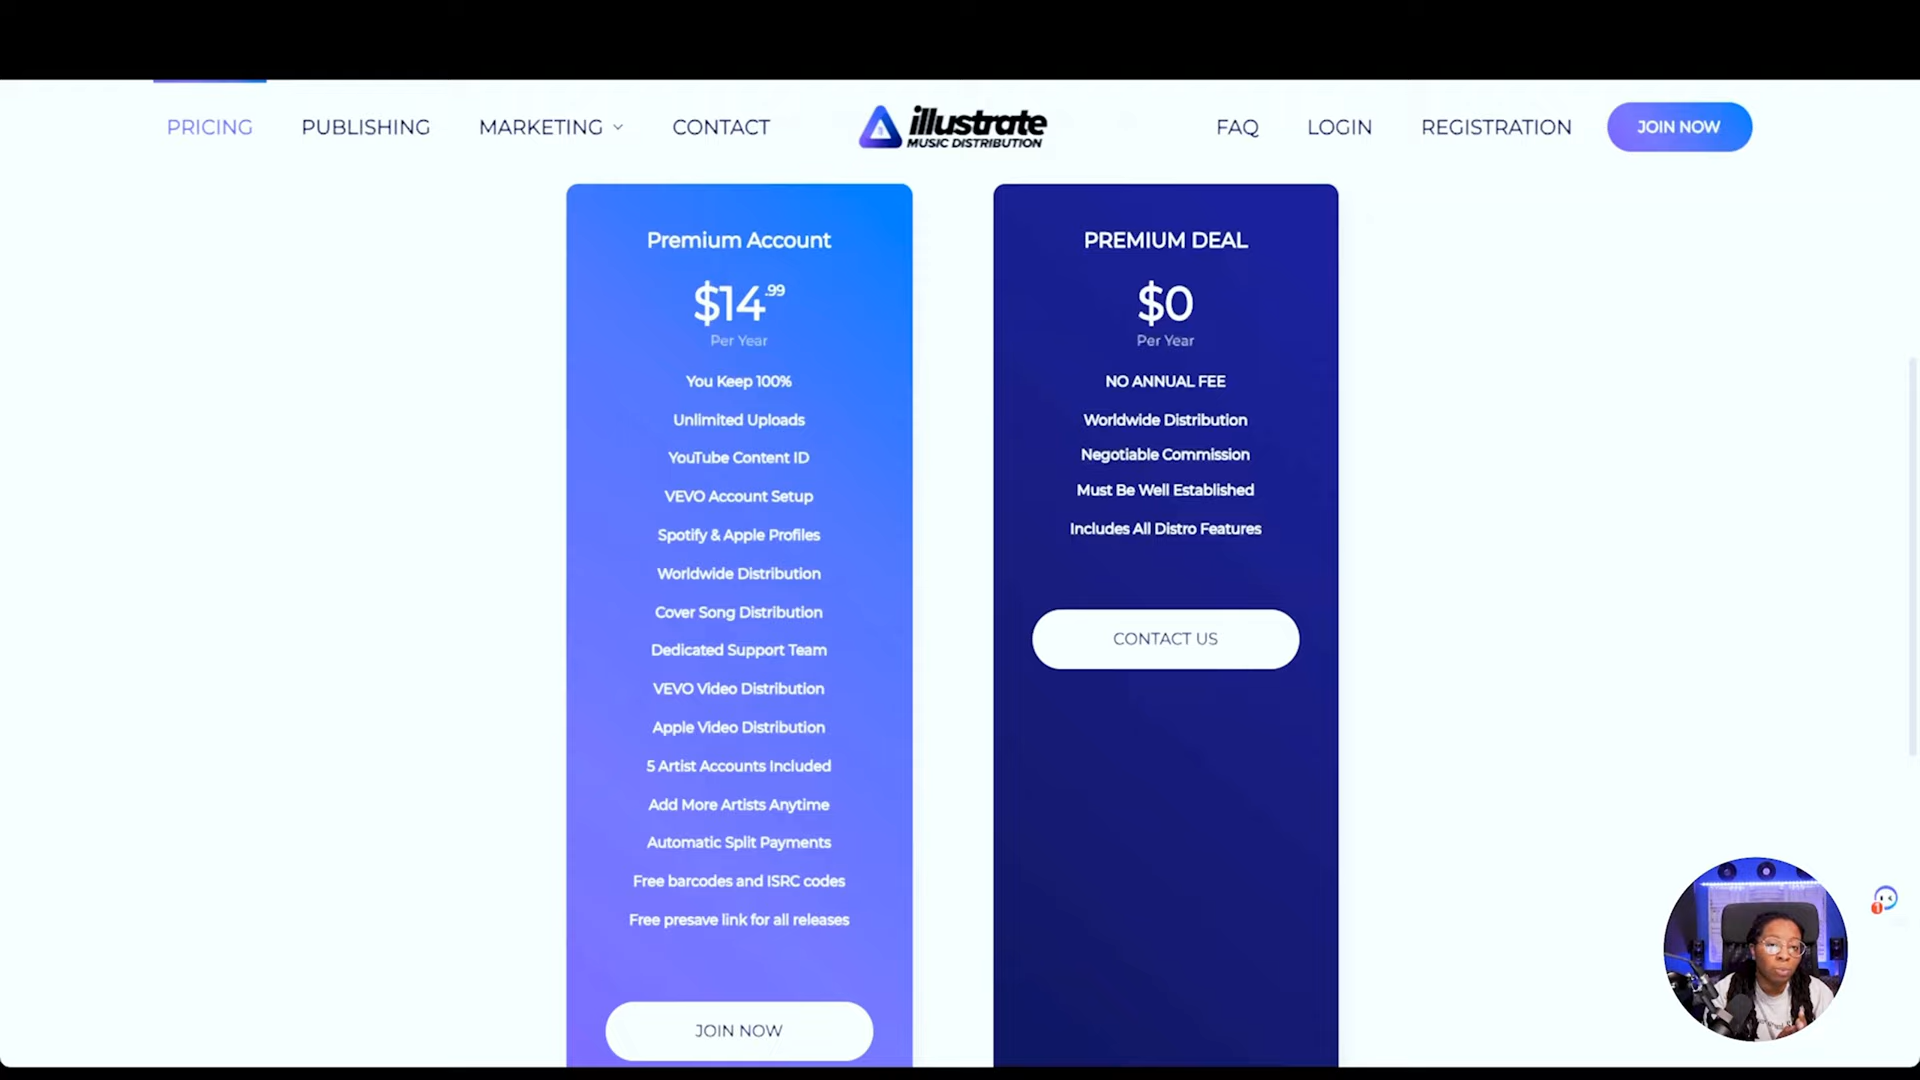 PRICING
PUBLISHING
MARKETING
CONTACT
illustrate
MUSIC DISTRIBUTION
FAQ
LOGIN
REGISTRATION
JOIN NOW
Premium Account
$14.99
Per Year
You Keep 100%
Unlimited Uploads
YouTube Content ID
VEVO Account Setup
Spotify & Apple Profiles
Worldwide Distribution
Cover Song Distribution
Dedicated Support Team
VEVO Video Distribution
Apple Video Distribution
5 Artist Accounts Included
Add More Artists Anytime
Automatic Split Payments
Free barcodes and ISRC codes
Free presave link for all releases
JOIN NOW
PREMIUM DEAL
$0
Per Year
NO ANNUAL FEE
Worldwide Distribution
Negotiable Commission
Must Be Well Established
Includes All Distro Features
CONTACT US
1